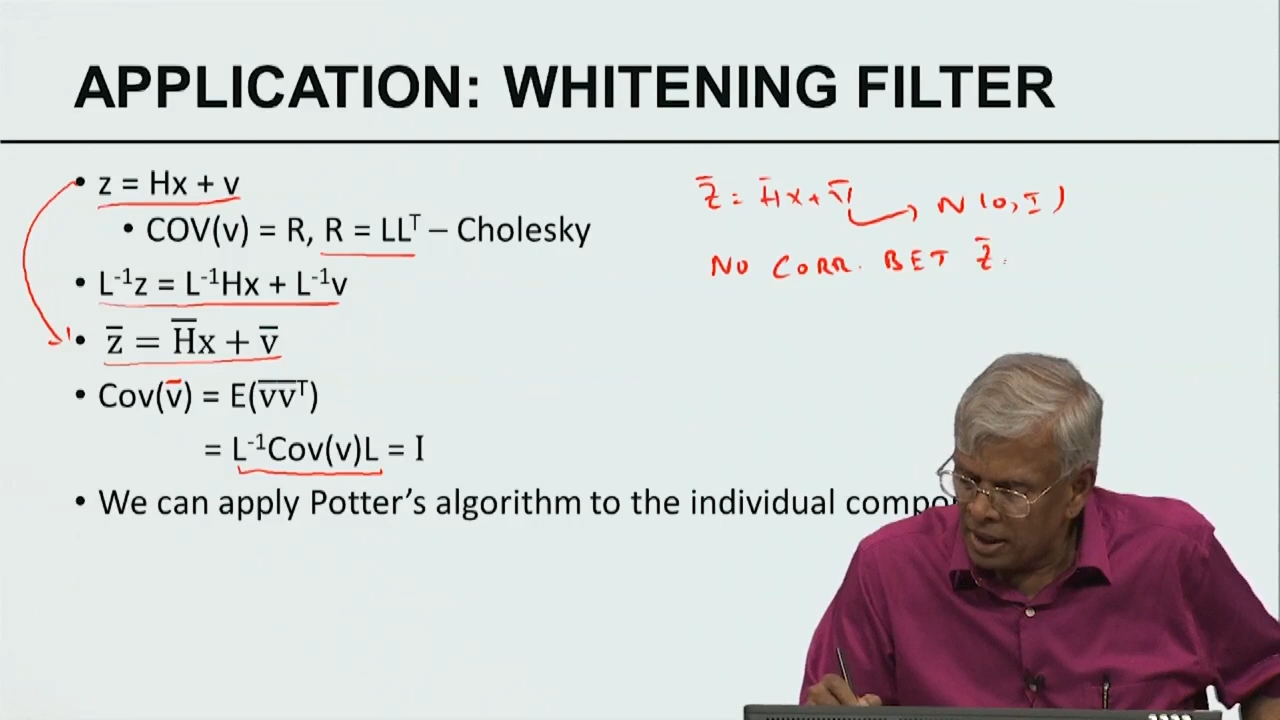 APPLICATION: WHITENING FILTER
• z = Hx + v
• COV(v) = R, R = LLᵀ – Cholesky
• L⁻¹z = L⁻¹Hx + L⁻¹v
• z̅ = H̅x + v̅
• Cov(v̅) = E(v̅v̅ᵀ)
= L⁻¹Cov(v)L = I
• We can apply Potter's algorithm to the individual
z̅ = H̅x + v̅ → N(0, I)
NO CORR. BET z̅